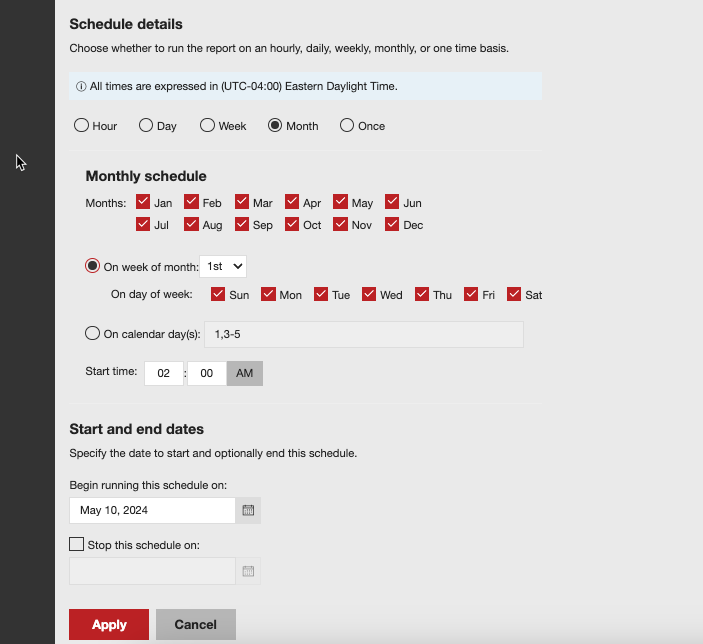 Schedule details
Choose whether to run the report on an hourly, daily, weekly, monthly, or one time basis.
All times are expressed in (UTC-04:00) Eastern Daylight Time.
Hour Day Week Month Once
Monthly schedule
Months: Jan Feb Mar Apr May Jun
Jul Aug Sep Oct Nov Dec
On week of month: 1st
On day of week: Sun Mon Tue Wed Thu Fri Sat
On calendar day(s): 1,3-5
Start time: 02 : 00 AM
Start and end dates
Specify the date to start and optionally end this schedule.
Begin running this schedule on:
May 10, 2024
Stop this schedule on:
Apply Cancel